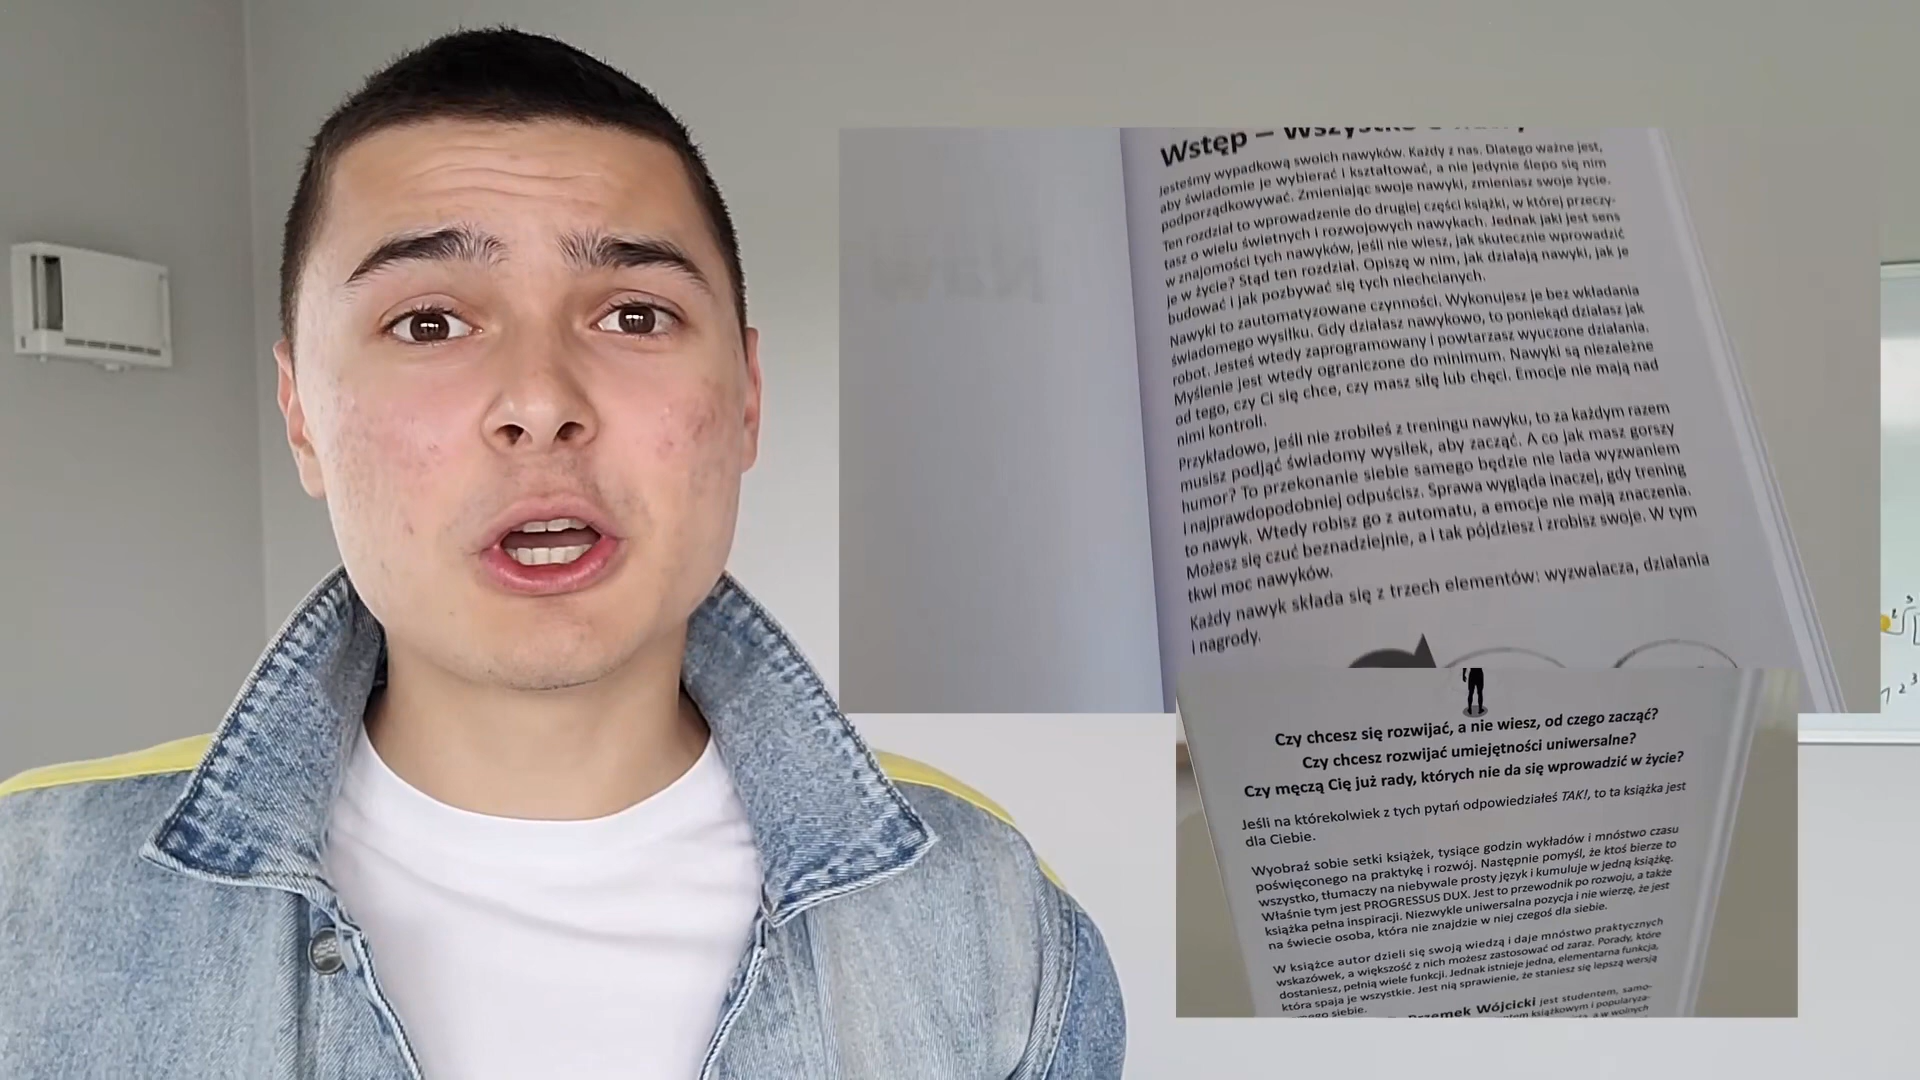 Wstęp – Wszystko o
Jesteśmy wypadkową swoich nawyków. Każdy z nas. Dlatego ważne jest,
aby świadomie je wybierać i kształtować, a nie jedynie ślepo się nim
podporządkowywać. Zmieniając swoje nawyki, zmieniasz swoje życie.
Ten rozdział to wprowadzenie do drugiej części książki, w której przeczy-
tasz o wielu świetnych i rozwojowych nawykach. Jednak jaki jest sens
w znajomości tych nawyków, jeśli nie wiesz, jak skutecznie wprowadzić
je w życie? Stąd ten rozdział. Opiszę w nim, jak działają nawyki, jak je
budować i jak pozbywać się tych niechcianych.
Nawyki to zautomatyzowane czynności. Wykonujesz je bez wkładania
świadomego wysiłku. Gdy działasz nawykowo, to poniekąd działasz jak
robot. Jesteś wtedy zaprogramowany i powtarzasz wyuczone działania.
Myślenie jest wtedy ograniczone do minimum. Nawyki są niezależne
od tego, czy Ci się chce, czy masz siłę lub chęci. Emocje nie mają nad
nimi kontroli.
Przykładowo, jeśli nie zrobiłeś z treningu nawyku, to za każdym razem
musisz podjąć świadomy wysiłek, aby zacząć. A co jak masz gorszy
humor? To przekonanie siebie samego będzie nie lada wyzwaniem
i najprawdopodobniej odpuścisz. Sprawa wygląda inaczej, gdy trening
to nawyk. Wtedy robisz go z automatu, a emocje nie mają znaczenia.
Możesz się czuć beznadziejnie, a i tak pójdziesz i zrobisz swoje. W tym
tkwi moc nawyków.
Każdy nawyk składa się z trzech elementów: wyzwalacza, działania
i nagrody.
Czy chcesz się rozwijać, a nie wiesz, od czego zacząć?
Czy chcesz rozwijać umiejętności uniwersalne?
Czy męczą Cię już rady, których nie da się wprowadzić w życie?
Jeśli na którekolwiek z tych pytań odpowiedziałeś TAK!, to ta książka jest
dla Ciebie.
Wyobraź sobie setki książek, tysiące godzin wykładów i mnóstwo czasu
poświęconego na praktykę i rozwój. Następnie pomyśl, że ktoś bierze to
wszystko, tłumaczy na niebywale prosty język i kumuluje w jedną książkę.
Właśnie tym jest PROGRESSUS DUX. Jest to przewodnik po rozwoju, a także
książka pełna inspiracji. Niezwykle uniwersalna pozycja i nie wierzę, że jest
na świecie osoba, która nie znajdzie w niej czegoś dla siebie.
W książce autor dzieli się swoją wiedzą i daje mnóstwo praktycznych
wskazówek, a większość z nich możesz zastosować od zaraz. Porady, które
dostaniesz, pełnią wiele funkcji. Jednak istnieje jedna, elementarna funkcja,
która spaja je wszystkie. Jest nią sprawienie, że staniesz się lepszą wersją
siebie.
Przemek Wójcicki jest studentem, samo-
książkowym i popularyza-
w wolnych